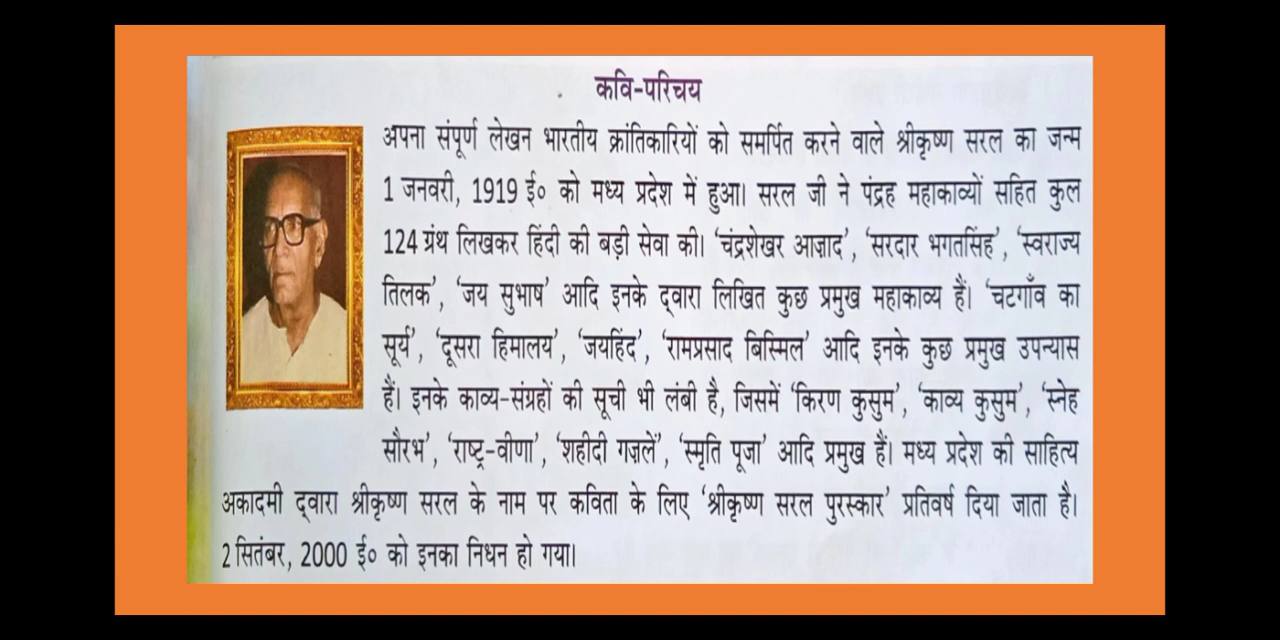 कवि-परिचय
अपना संपूर्ण लेखन भारतीय क्रांतिकारियों को समर्पित करने वाले श्रीकृष्ण सरल का जन्म
1 जनवरी, 1919 ई० को मध्य प्रदेश में हुआ। सरल जी ने पंद्रह महाकाव्यों सहित कुल
124 ग्रंथ लिखकर हिंदी की बड़ी सेवा की। ‘चंद्रशेखर आज़ाद’, ‘सरदार भगतसिंह’, ‘स्वराज्य
तिलक’, ‘जय सुभाष’ आदि इनके द्वारा लिखित कुछ प्रमुख महाकाव्य हैं। ‘चटगाँव का
सूर्य’, ‘दूसरा हिमालय’, ‘जयहिंद’, ‘रामप्रसाद बिस्मिल’ आदि इनके कुछ प्रमुख उपन्यास
हैं। इनके काव्य-संग्रहों की सूची भी लंबी है, जिसमें ‘किरण कुसुम’, ‘काव्य कुसुम’, ‘स्नेह
सौरभ’, ‘राष्ट्र-वीणा’, ‘शहीदी गज़लें’, ‘स्मृति पूजा’ आदि प्रमुख हैं। मध्य प्रदेश की साहित्य
अकादमी द्वारा श्रीकृष्ण सरल के नाम पर कविता के लिए ‘श्रीकृष्ण सरल पुरस्कार’ प्रतिवर्ष दिया जाता है।
2 सितंबर, 2000 ई० को इनका निधन हो गया।